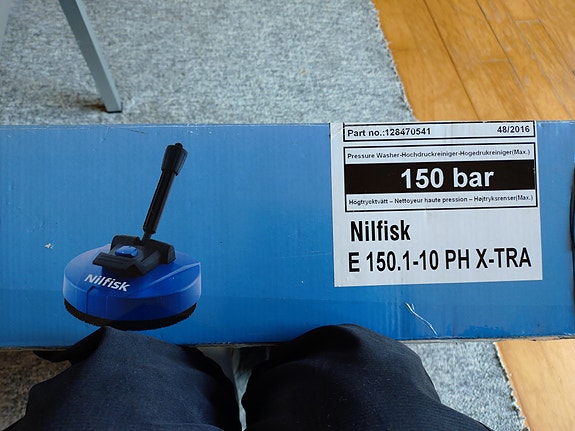 Nilfisk
Part no.:128470541 48/2016
Pressure Washer-Hochdruckreiniger-Hogedrukreiniger(Max.)
150 bar
Högtryckstvätt – Nettoyeur haute pression – Højtryksrenser(Max.)
Nilfisk
E 150.1-10 PH X-TRA